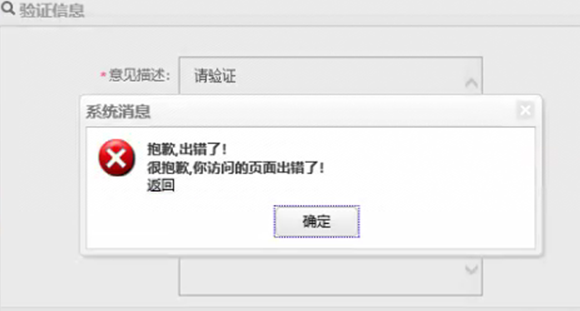 验证信息
*意见描述: 请验证
系统消息
抱歉,出错了!
很抱歉,你访问的页面出错了!
返回
确定